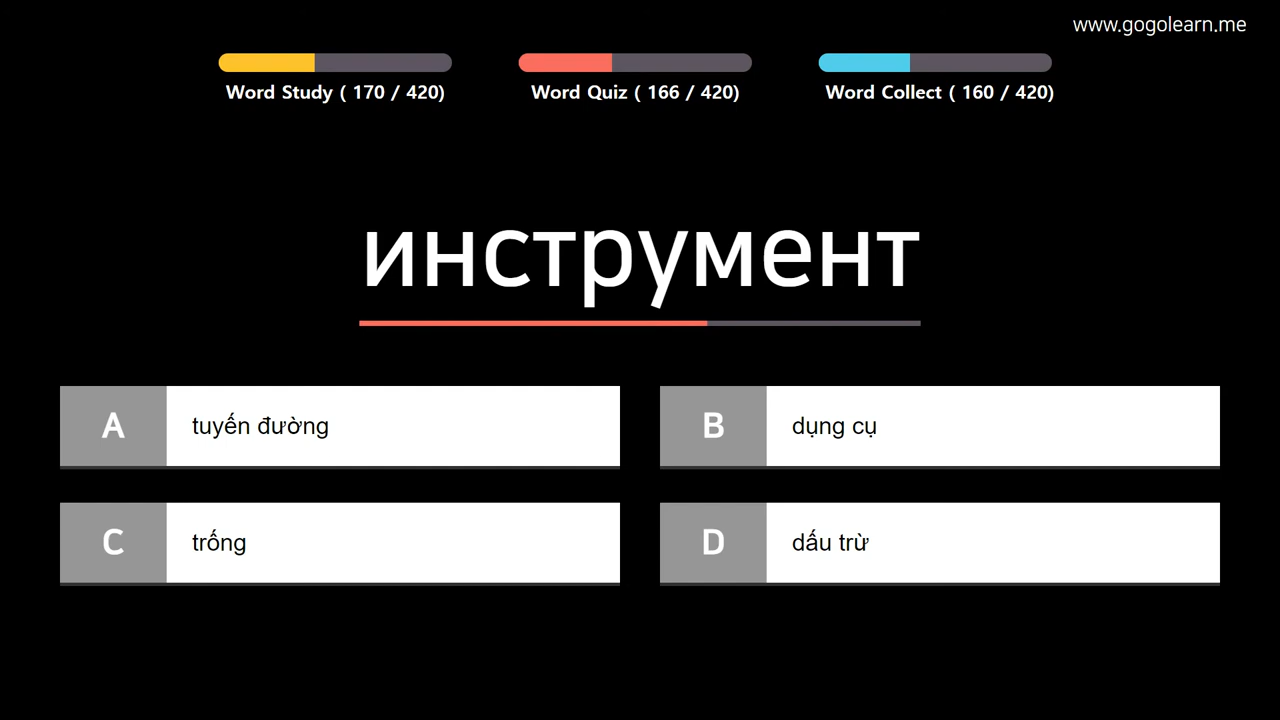 www.gogolearn.me
Word Study ( 170 / 420)
Word Quiz ( 166 / 420)
Word Collect ( 160 / 420)
инструмент
A tuyến đường
B dụng cụ
C trống
D dấu trừ